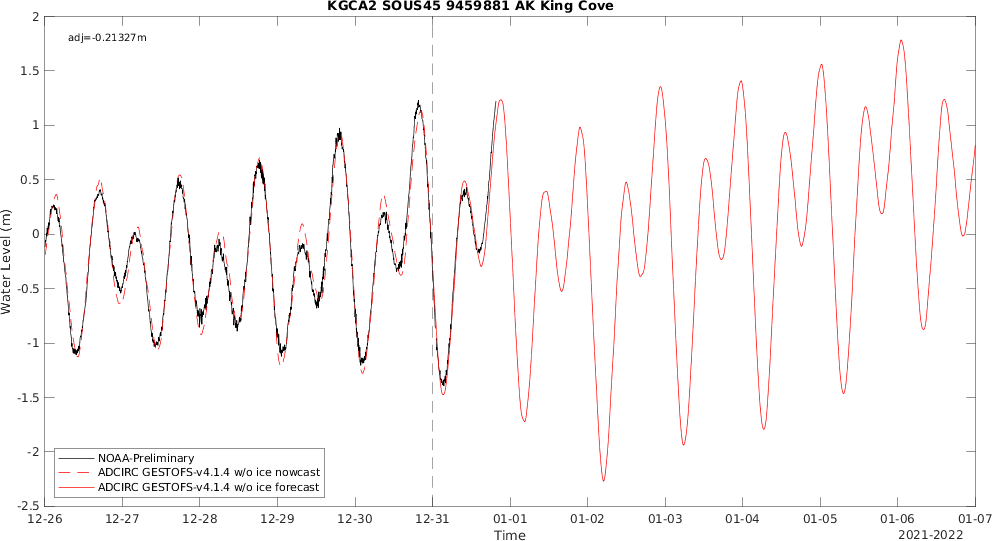 KGCA2 SOUS45 9459881 AK King Cove
adj=-0.21327m
2
1.5
1
0.5
0
-0.5
-1
-1.5
-2
-2.5
Water Level (m)
NOAA-Preliminary
ADCIRC GESTOFS-v4.1.4 w/o ice nowcast
ADCIRC GESTOFS-v4.1.4 w/o ice forecast
12-26 12-27 12-28 12-29 12-30 12-31 01-01 01-02 01-03 01-04 01-05 01-06 01-07
Time
2021-2022